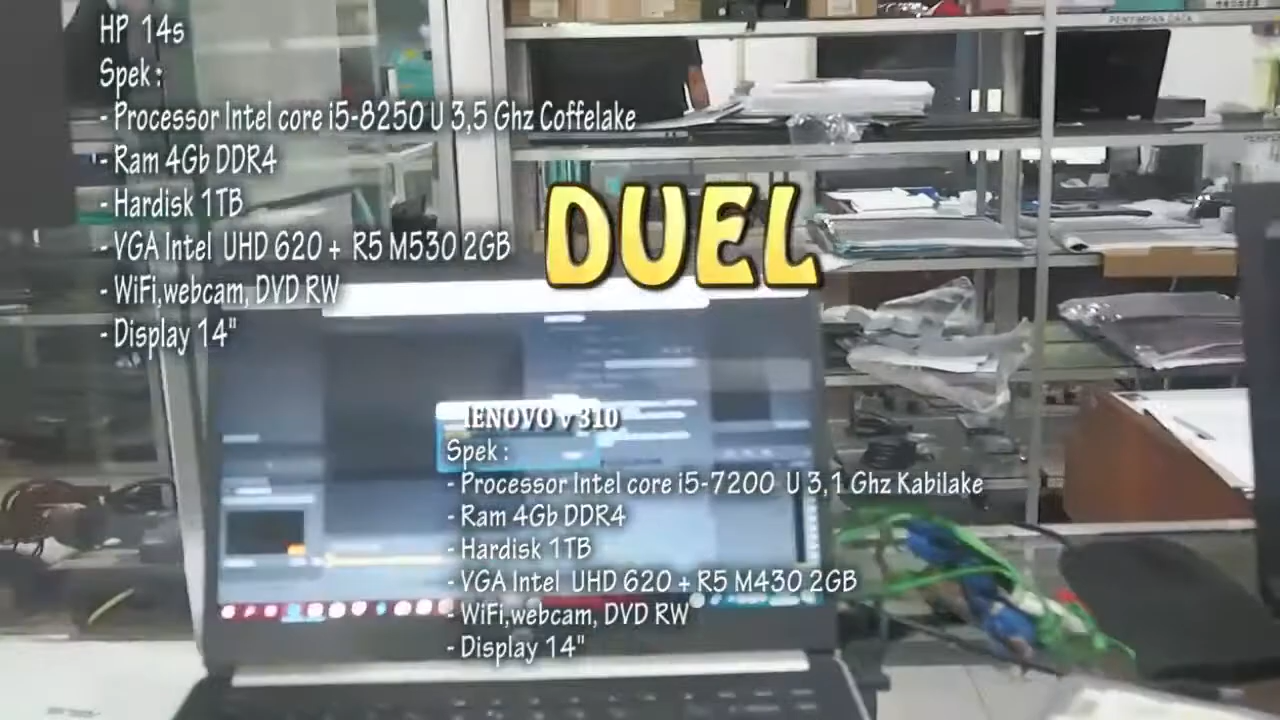 HP 14s
Spek :
- Processor Intel core i5-8250 U 3,5 Ghz Coffelake
- Ram 4Gb DDR4
- Hardisk 1TB
- VGA Intel UHD 620 + R5 M530 2GB
- WiFi,webcam, DVD RW
- Display 14"
DUEL
lENOVO v 310
Spek :
- Processor Intel core i5-7200 U 3,1 Ghz Kabilake
- Ram 4Gb DDR4
- Hardisk 1TB
- VGA Intel UHD 620 + R5 M430 2GB
- WiFi,webcam, DVD RW
- Display 14"
PENYIMPAN DATA